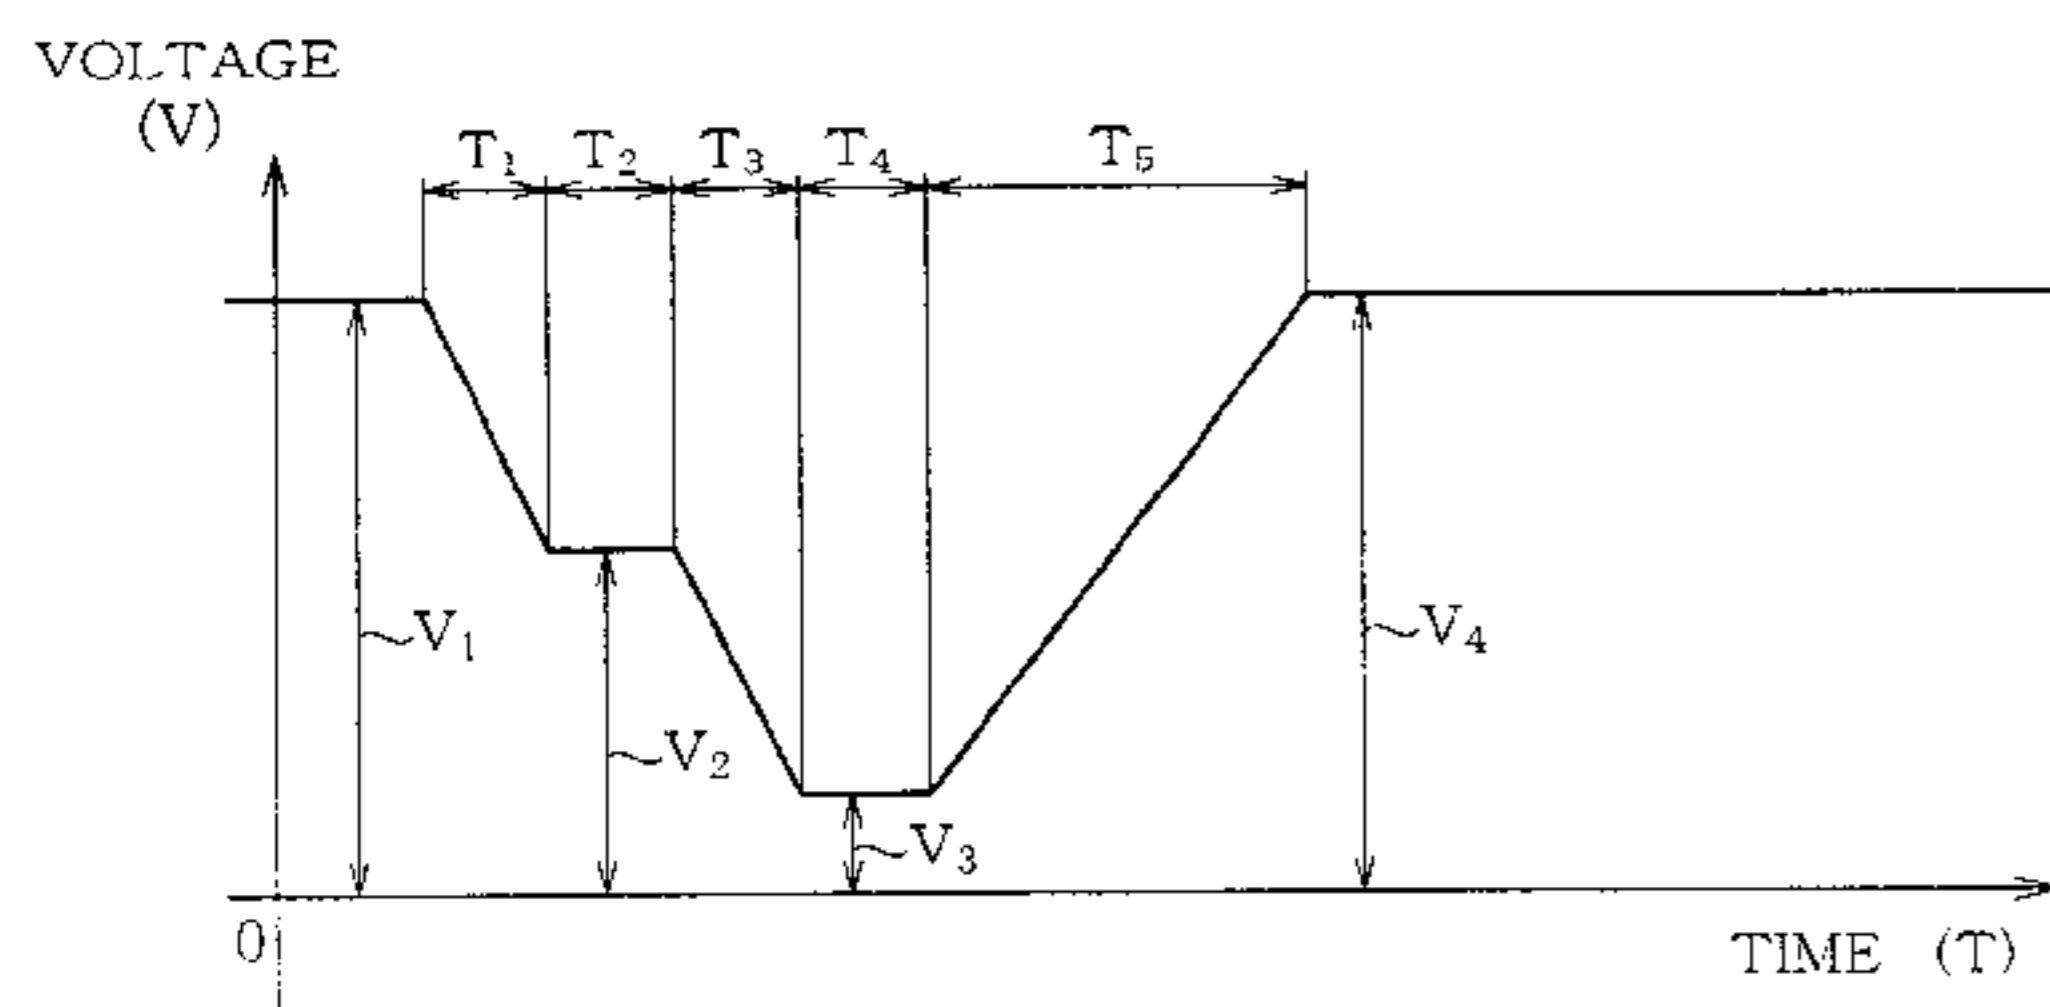 VOLTAGE
(V)
T₁ T₂ T₃ T₄ T₅
V₁
V₂
V₃
V₄
0
TIME (T)